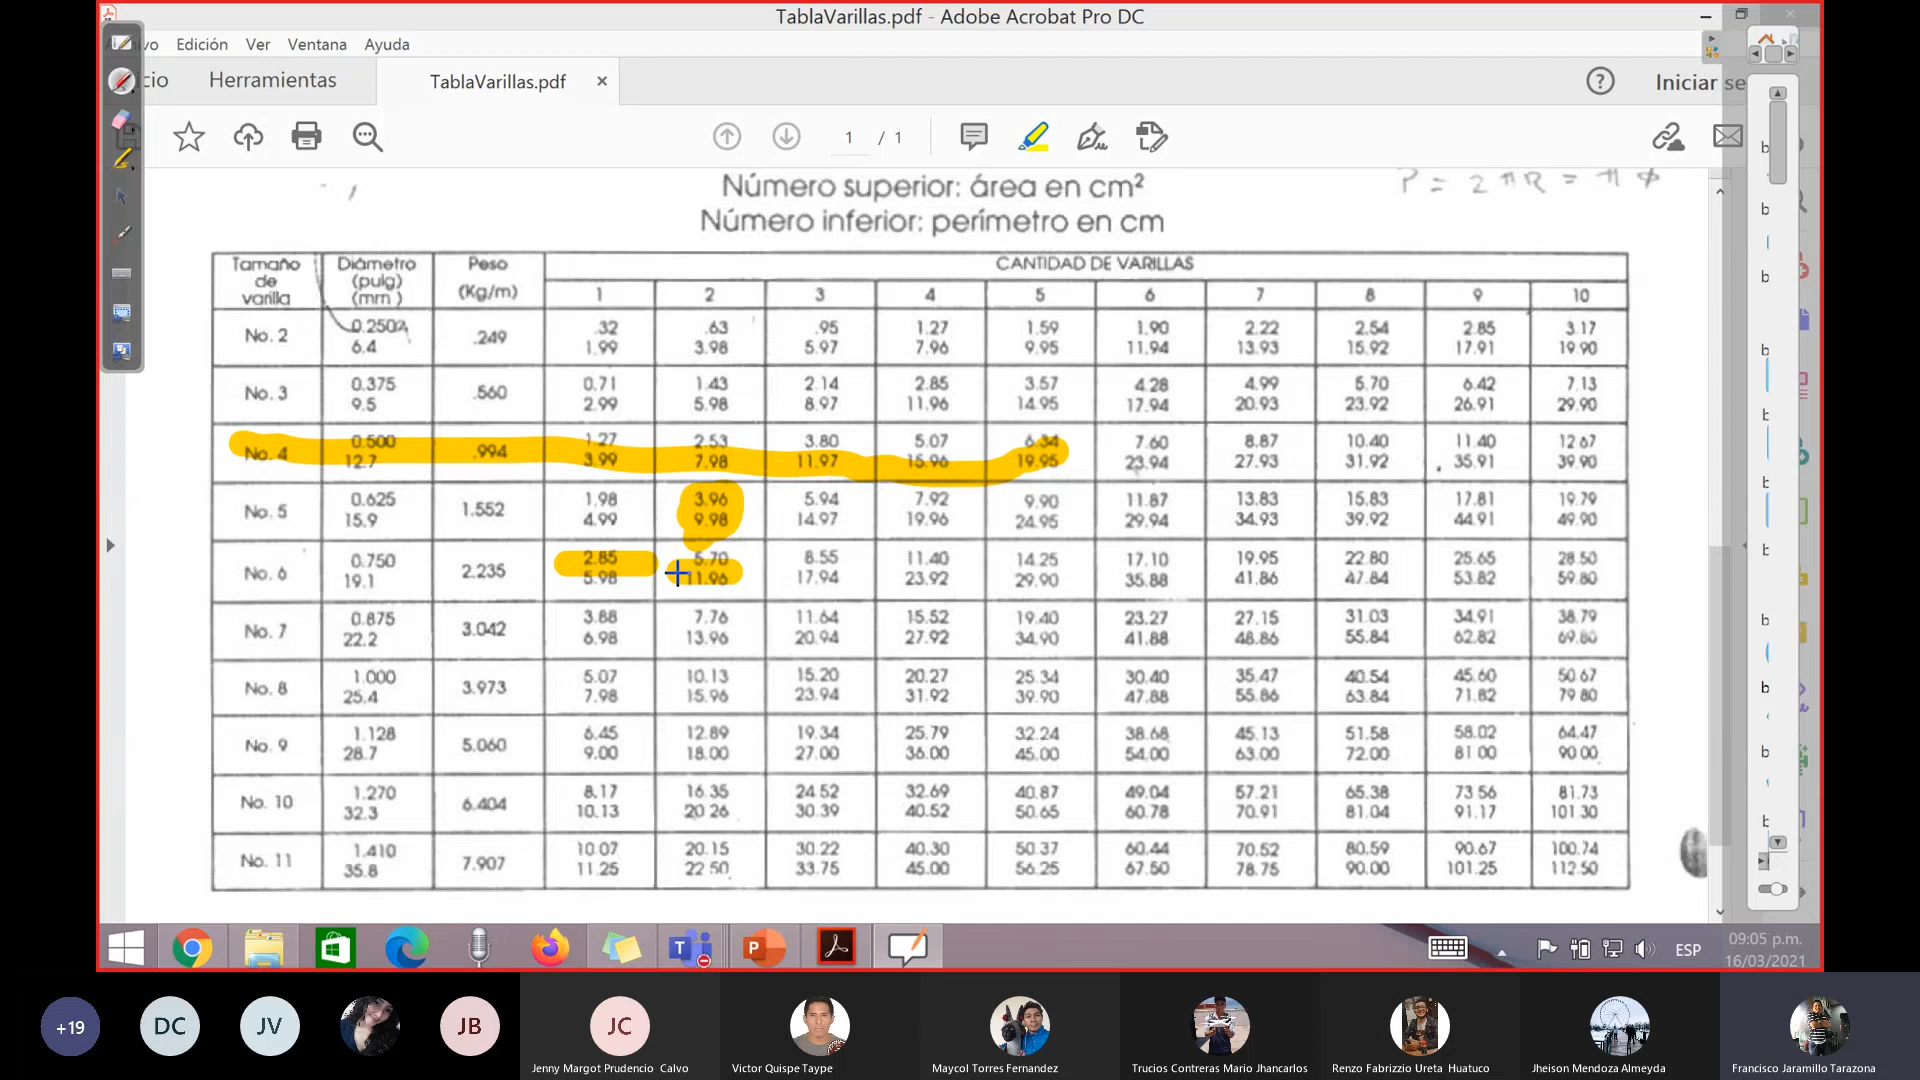 TablaVarillas.pdf - Adobe Acrobat Pro DC
Edición Ver Ventana Ayuda
Herramientas TablaVarillas.pdf × ? Iniciar se
1 / 1
Número superior: área en cm² P = 2 π R = π φ
Número inferior: perímetro en cm
Tamaño de varilla Diámetro (pulg) (mm) Peso (Kg/m) CANTIDAD DE VARILLAS
1 2 3 4 5 6 7 8 9 10
No. 2 0.250 .249 .32 .63 .95 1.27 1.59 1.90 2.22 2.54 2.85 3.17
6.4 1.99 3.98 5.97 7.96 9.95 11.94 13.93 15.92 17.91 19.90
No. 3 0.375 .560 0.71 1.43 2.14 2.85 3.57 4.28 4.99 5.70 6.42 7.13
9.5 2.99 5.98 8.97 11.96 14.95 17.94 20.93 23.92 26.91 29.90
No. 4 0.500 .994 1.27 2.53 3.80 5.07 6.34 7.60 8.87 10.40 11.40 12.67
12.7 3.99 7.98 11.97 15.96 19.95 23.94 27.93 31.92 35.91 39.90
No. 5 0.625 1.552 1.98 3.96 5.94 7.92 9.90 11.87 13.83 15.83 17.81 19.79
15.9 4.99 9.98 14.97 19.96 24.95 29.94 34.93 39.92 44.91 49.90
No. 6 0.750 2.235 2.85 5.70 8.55 11.40 14.25 17.10 19.95 22.80 25.65 28.50
19.1 5.98 11.96 17.94 23.92 29.90 35.88 41.86 47.84 53.82 59.80
No. 7 0.875 3.042 3.88 7.76 11.64 15.52 19.40 23.27 27.15 31.03 34.91 38.79
22.2 6.98 13.96 20.94 27.92 34.90 41.88 48.86 55.84 62.82 69.80
No. 8 1.000 3.973 5.07 10.13 15.20 20.27 25.34 30.40 35.47 40.54 45.60 50.67
25.4 7.98 15.96 23.94 31.92 39.90 47.88 55.86 63.84 71.82 79.80
No. 9 1.128 5.060 6.45 12.89 19.34 25.79 32.24 38.68 45.13 51.58 58.02 64.47
28.7 9.00 18.00 27.00 36.00 45.00 54.00 63.00 72.00 81.00 90.00
No. 10 1.270 6.404 8.17 16.35 24.52 32.69 40.87 49.04 57.21 65.38 73.56 81.73
32.3 10.13 20.26 30.39 40.52 50.65 60.78 70.91 81.04 91.17 101.30
No. 11 1.410 7.907 10.07 20.15 30.22 40.30 50.37 60.44 70.52 80.59 90.67 100.74
35.8 11.25 22.50 33.75 45.00 56.25 67.50 78.75 90.00 101.25 112.50
ESP 09:05 p.m.
16/03/2021
+19 DC JV JB JC
Jenny Margot Prudencio Calvo Victor Quispe Taype Maycol Torres Fernandez Trucios Contreras Mario Jhancarlos Renzo Fabrizzio Ureta Huatuco Jheison Mendoza Almeyda Francisco Jaramillo Tarazona